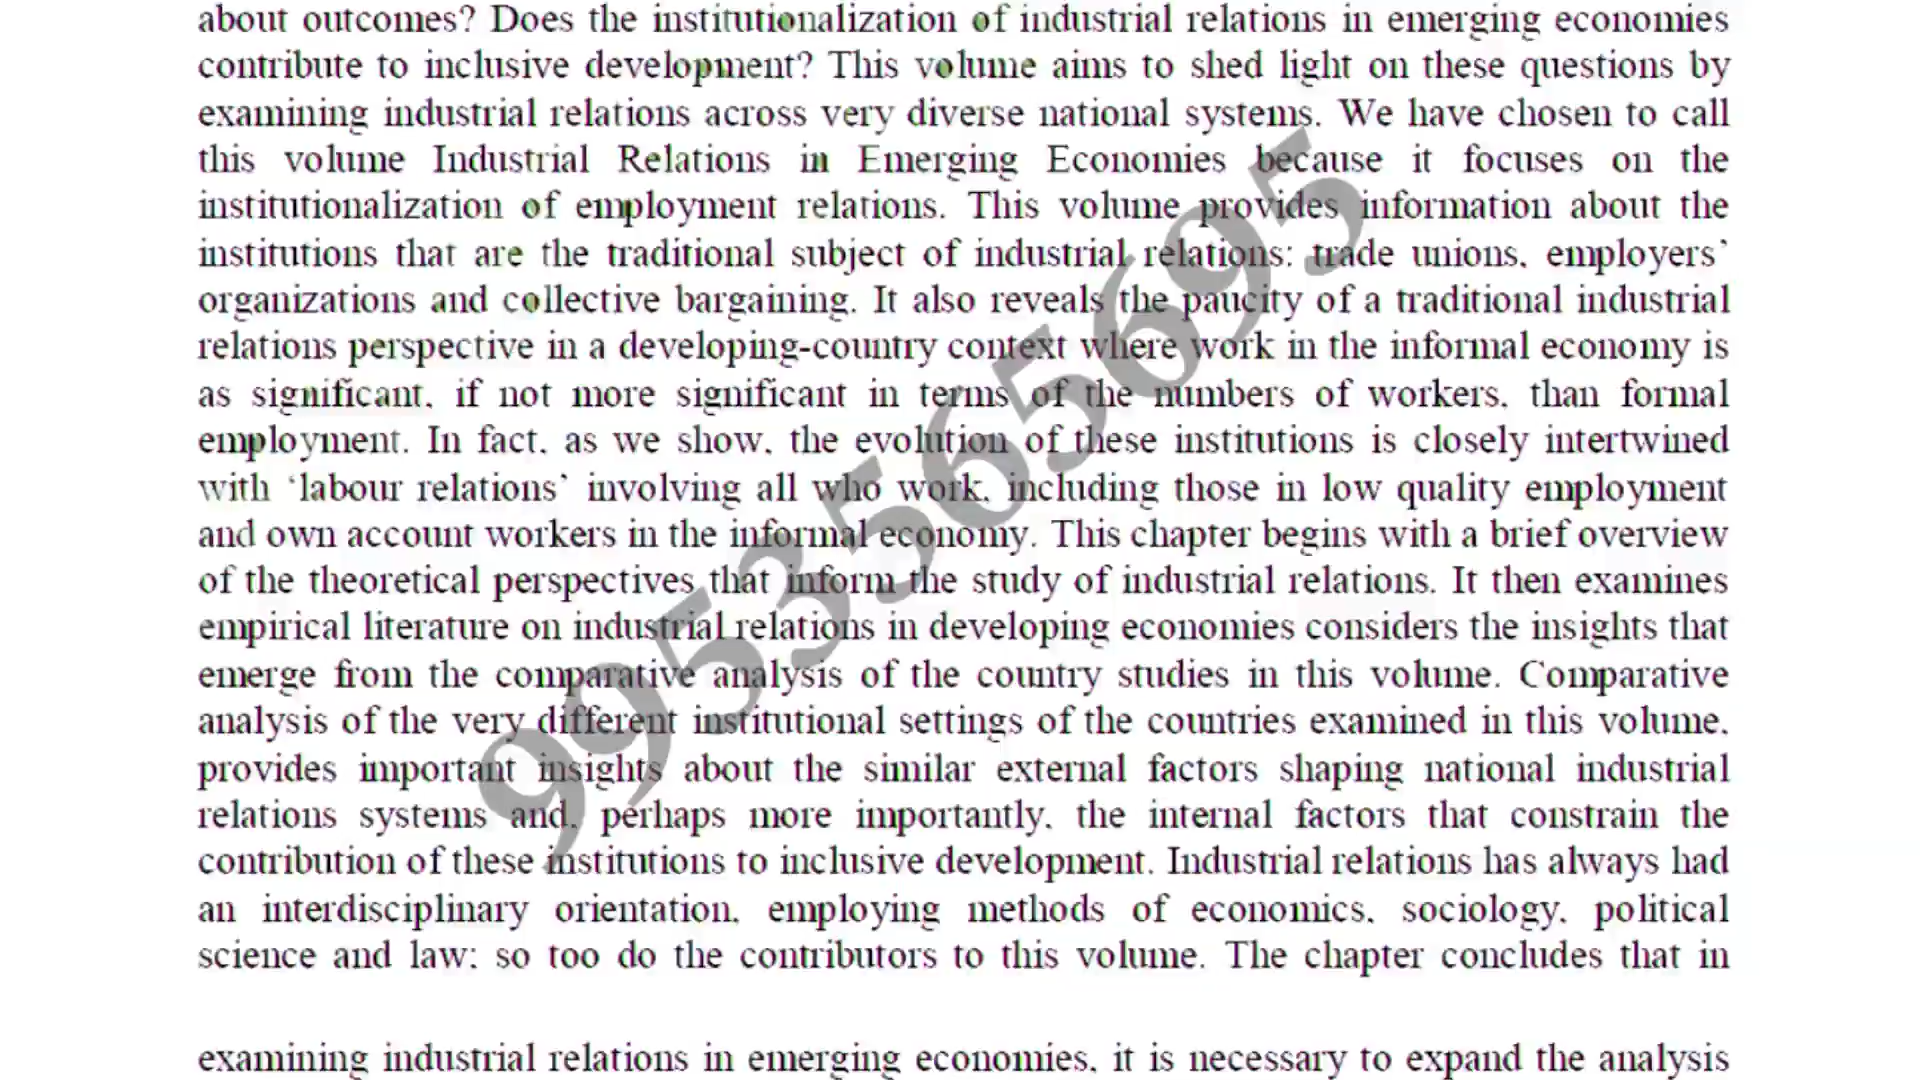 about outcomes? Does the institutionalization of industrial relations in emerging economies
contribute to inclusive development? This volume aims to shed light on these questions by
examining industrial relations across very diverse national systems. We have chosen to call
this volume Industrial Relations in Emerging Economies because it focuses on the
institutionalization of employment relations. This volume provides information about the
institutions that are the traditional subject of industrial relations: trade unions, employers’
organizations and collective bargaining. It also reveals the paucity of a traditional industrial
relations perspective in a developing-country context where work in the informal economy is
as significant, if not more significant in terms of the numbers of workers, than formal
employment. In fact, as we show, the evolution of these institutions is closely intertwined
with ‘labour relations’ involving all who work, including those in low quality employment
and own account workers in the informal economy. This chapter begins with a brief overview
of the theoretical perspectives that inform the study of industrial relations. It then examines
empirical literature on industrial relations in developing economies considers the insights that
emerge from the comparative analysis of the country studies in this volume. Comparative
analysis of the very different institutional settings of the countries examined in this volume,
provides important insights about the similar external factors shaping national industrial
relations systems and, perhaps more importantly, the internal factors that constrain the
contribution of these institutions to inclusive development. Industrial relations has always had
an interdisciplinary orientation, employing methods of economics, sociology, political
science and law; so too do the contributors to this volume. The chapter concludes that in
examining industrial relations in emerging economies, it is necessary to expand the analysis
9953565695